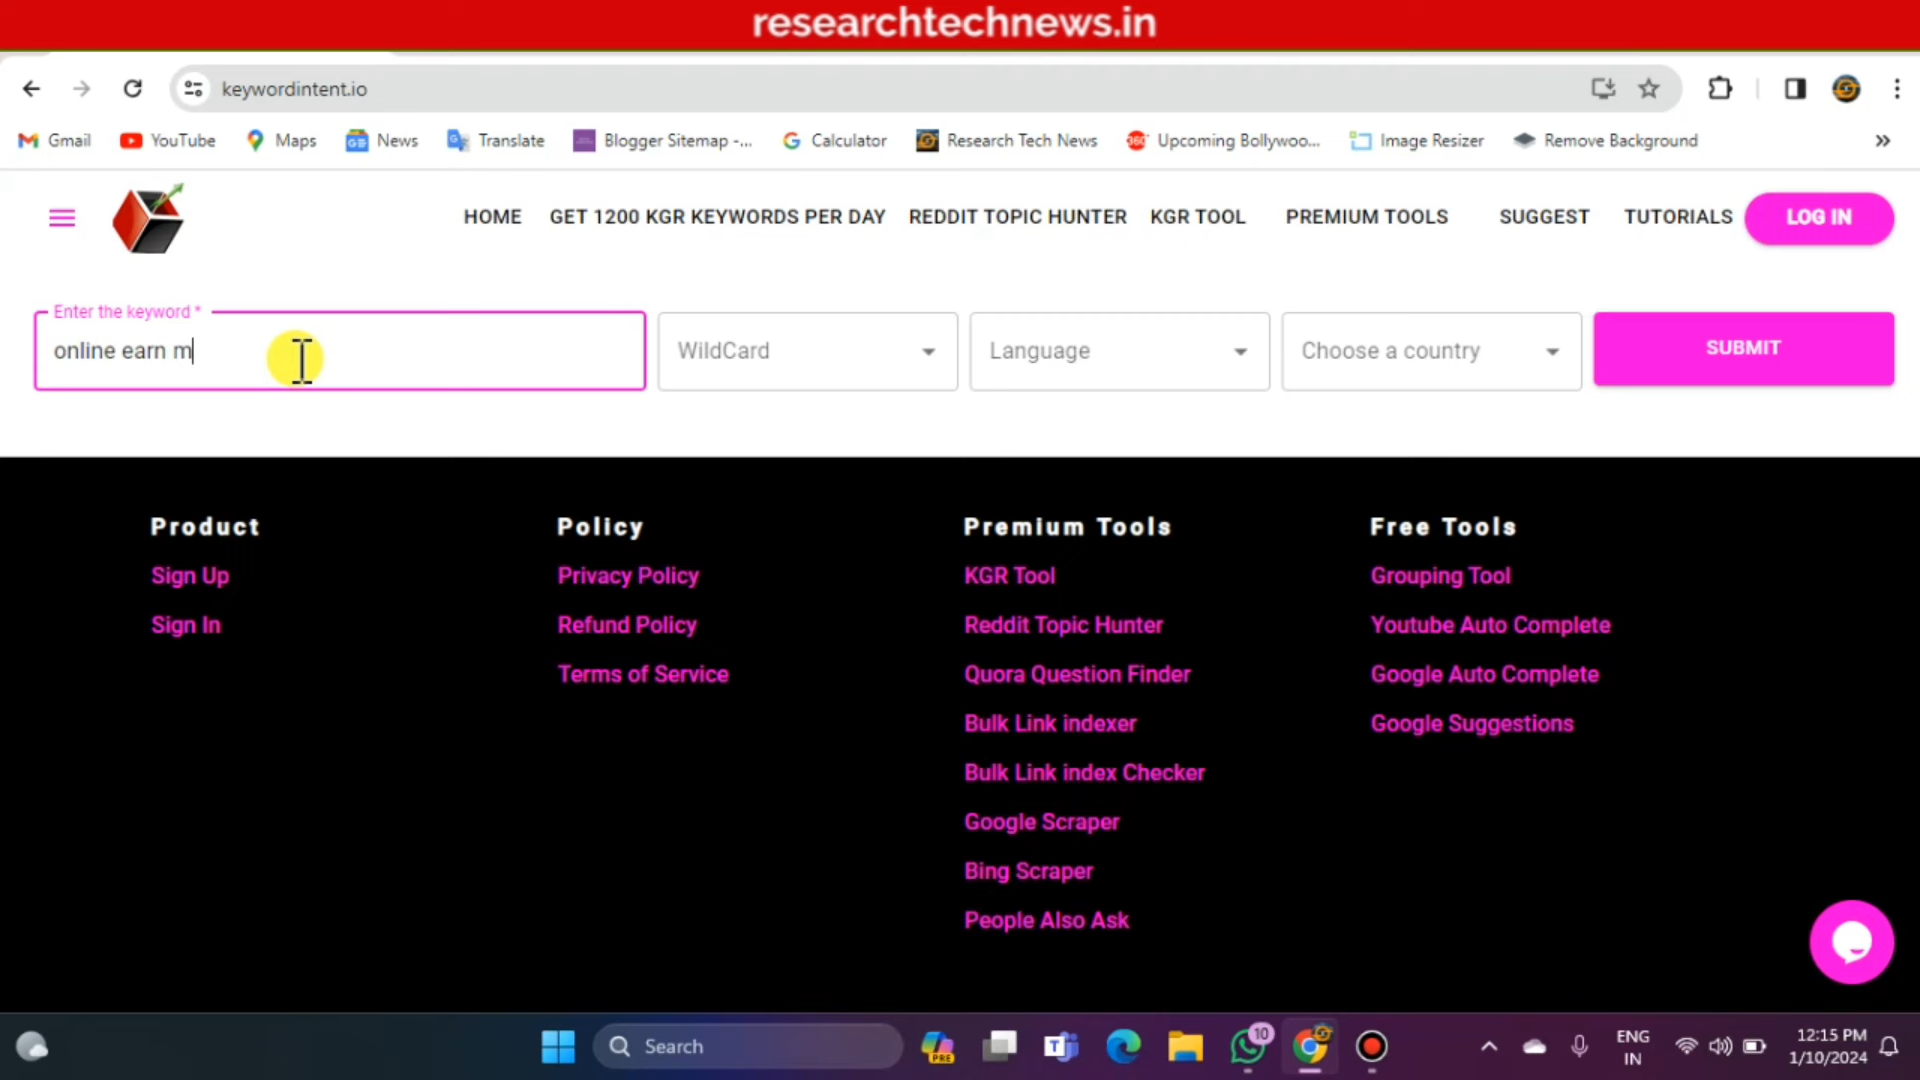 researchtechnews.in
keywordintent.io
Gmail YouTube Maps News Translate Blogger Sitemap -... Calculator Research Tech News Upcoming Bollywoo... Image Resizer Remove Background »
HOME GET 1200 KGR KEYWORDS PER DAY REDDIT TOPIC HUNTER KGR TOOL PREMIUM TOOLS SUGGEST TUTORIALS LOG IN
Enter the keyword *
online earn m WildCard Language Choose a country SUBMIT
Product
Sign Up
Sign In
Policy
Privacy Policy
Refund Policy
Terms of Service
Premium Tools
KGR Tool
Reddit Topic Hunter
Quora Question Finder
Bulk Link indexer
Bulk Link index Checker
Google Scraper
Bing Scraper
People Also Ask
Free Tools
Grouping Tool
Youtube Auto Complete
Google Auto Complete
Google Suggestions
Search
PRE
T
10
ENG
IN
12:15 PM
1/10/2024